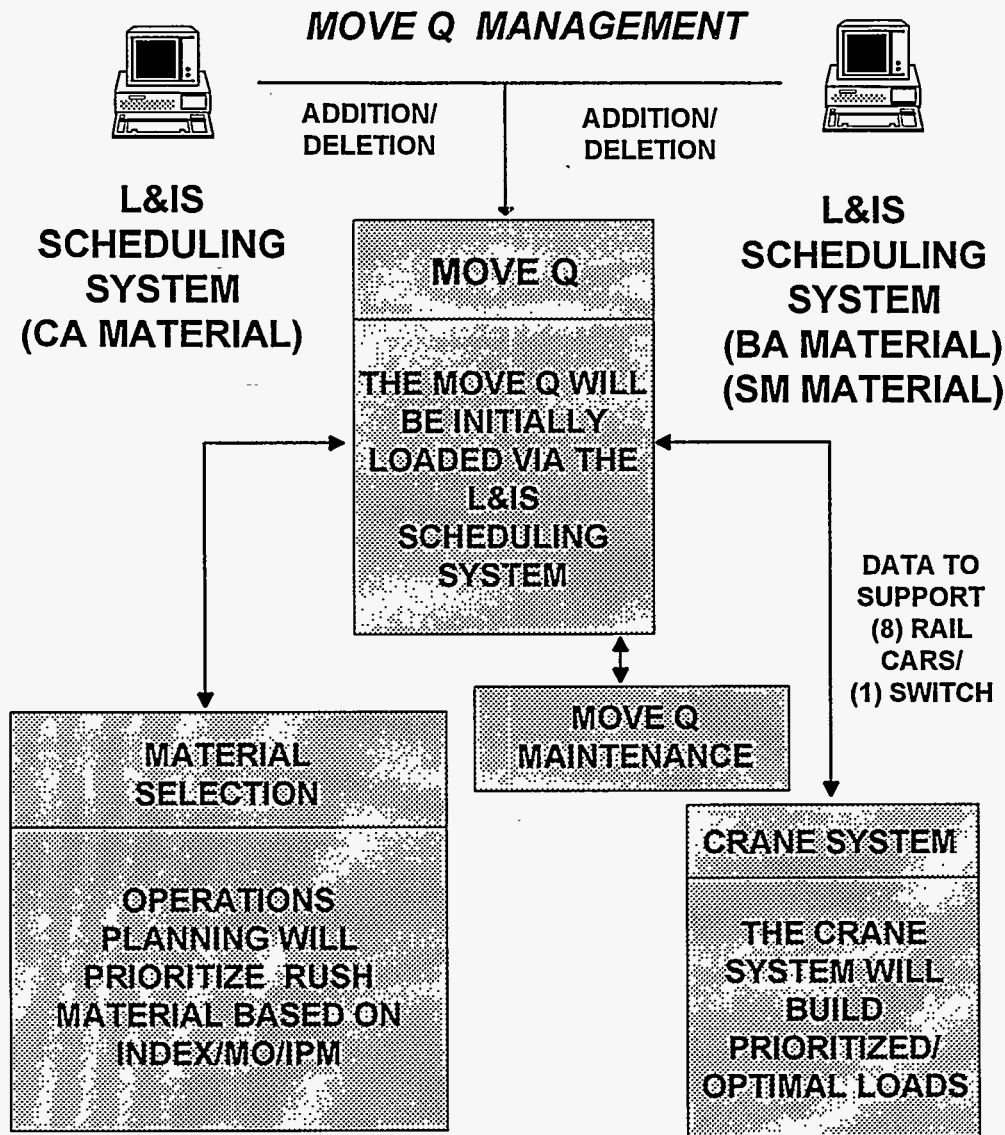 MOVE Q MANAGEMENT
ADDITION/
DELETION
ADDITION/
DELETION
L&IS
SCHEDULING
SYSTEM
(CA MATERIAL)
L&IS
SCHEDULING
SYSTEM
(BA MATERIAL)
(SM MATERIAL)
MOVE Q
THE MOVE Q WILL
BE INITIALLY
LOADED VIA THE
L&IS
SCHEDULING
SYSTEM
DATA TO
SUPPORT
(8) RAIL
CARS/
(1) SWITCH
MOVE Q
MAINTENANCE
MATERIAL
SELECTION
OPERATIONS
PLANNING WILL
PRIORITIZE RUSH
MATERIAL BASED ON
INDEX/MO/IPM
CRANE SYSTEM
THE CRANE
SYSTEM WILL
BUILD
PRIORITIZED/
OPTIMAL LOADS